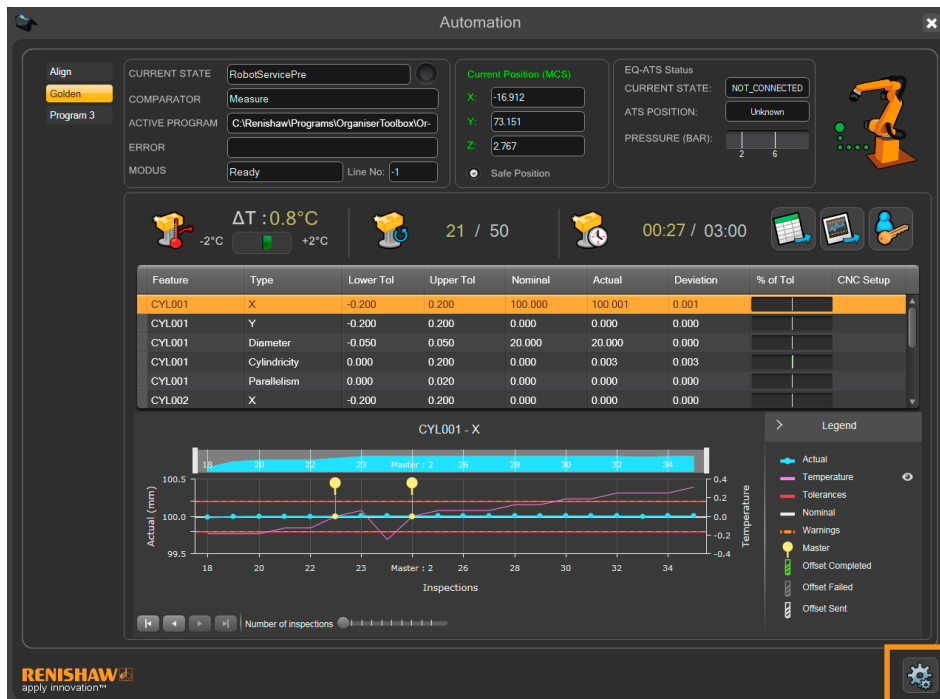 Automation
Align
Golden
Program 3
CURRENT STATE RobotServicePre
COMPARATOR Measure
ACTIVE PROGRAM C:\Renishaw\Programs\OrganiserToolbox\Or-
ERROR
MODUS Ready Line No: -1
Current Position (MCS)
X: -16.912
Y: 73.151
Z: 2.767
Safe Position
EQ-ATS Status
CURRENT STATE: NOT_CONNECTED
ATS POSITION: Unknown
PRESSURE (BAR):
2 6
ΔT : 0.8°C
-2°C +2°C
21 / 50
00:27 / 03:00
Feature Type Lower Tol Upper Tol Nominal Actual Deviation % of Tol CNC Setup
CYL001 X -0.200 0.200 100.000 100.001 0.001
CYL001 Y -0.200 0.200 0.000 0.000 0.000
CYL001 Diameter -0.050 0.050 20.000 20.000 0.000
CYL001 Cylindricity 0.000 0.200 0.000 0.003 0.003
CYL001 Parallelism 0.000 0.020 0.000 0.000 0.000
CYL002 X -0.200 0.200 0.000 0.000 0.000
CYL001 - X
18 20 22 23 Master : 2 26 28 30 32 34
100.5
100.0
99.5
Actual (mm)
0.4
0.2
0.0
-0.2
-0.4
Temperature
18 20 22 23 Master : 2 26 28 30 32 34
Inspections
Number of inspections
Legend
Actual
Temperature
Tolerances
Nominal
Warnings
Master
Offset Completed
Offset Failed
Offset Sent
RENISHAW
apply innovation™